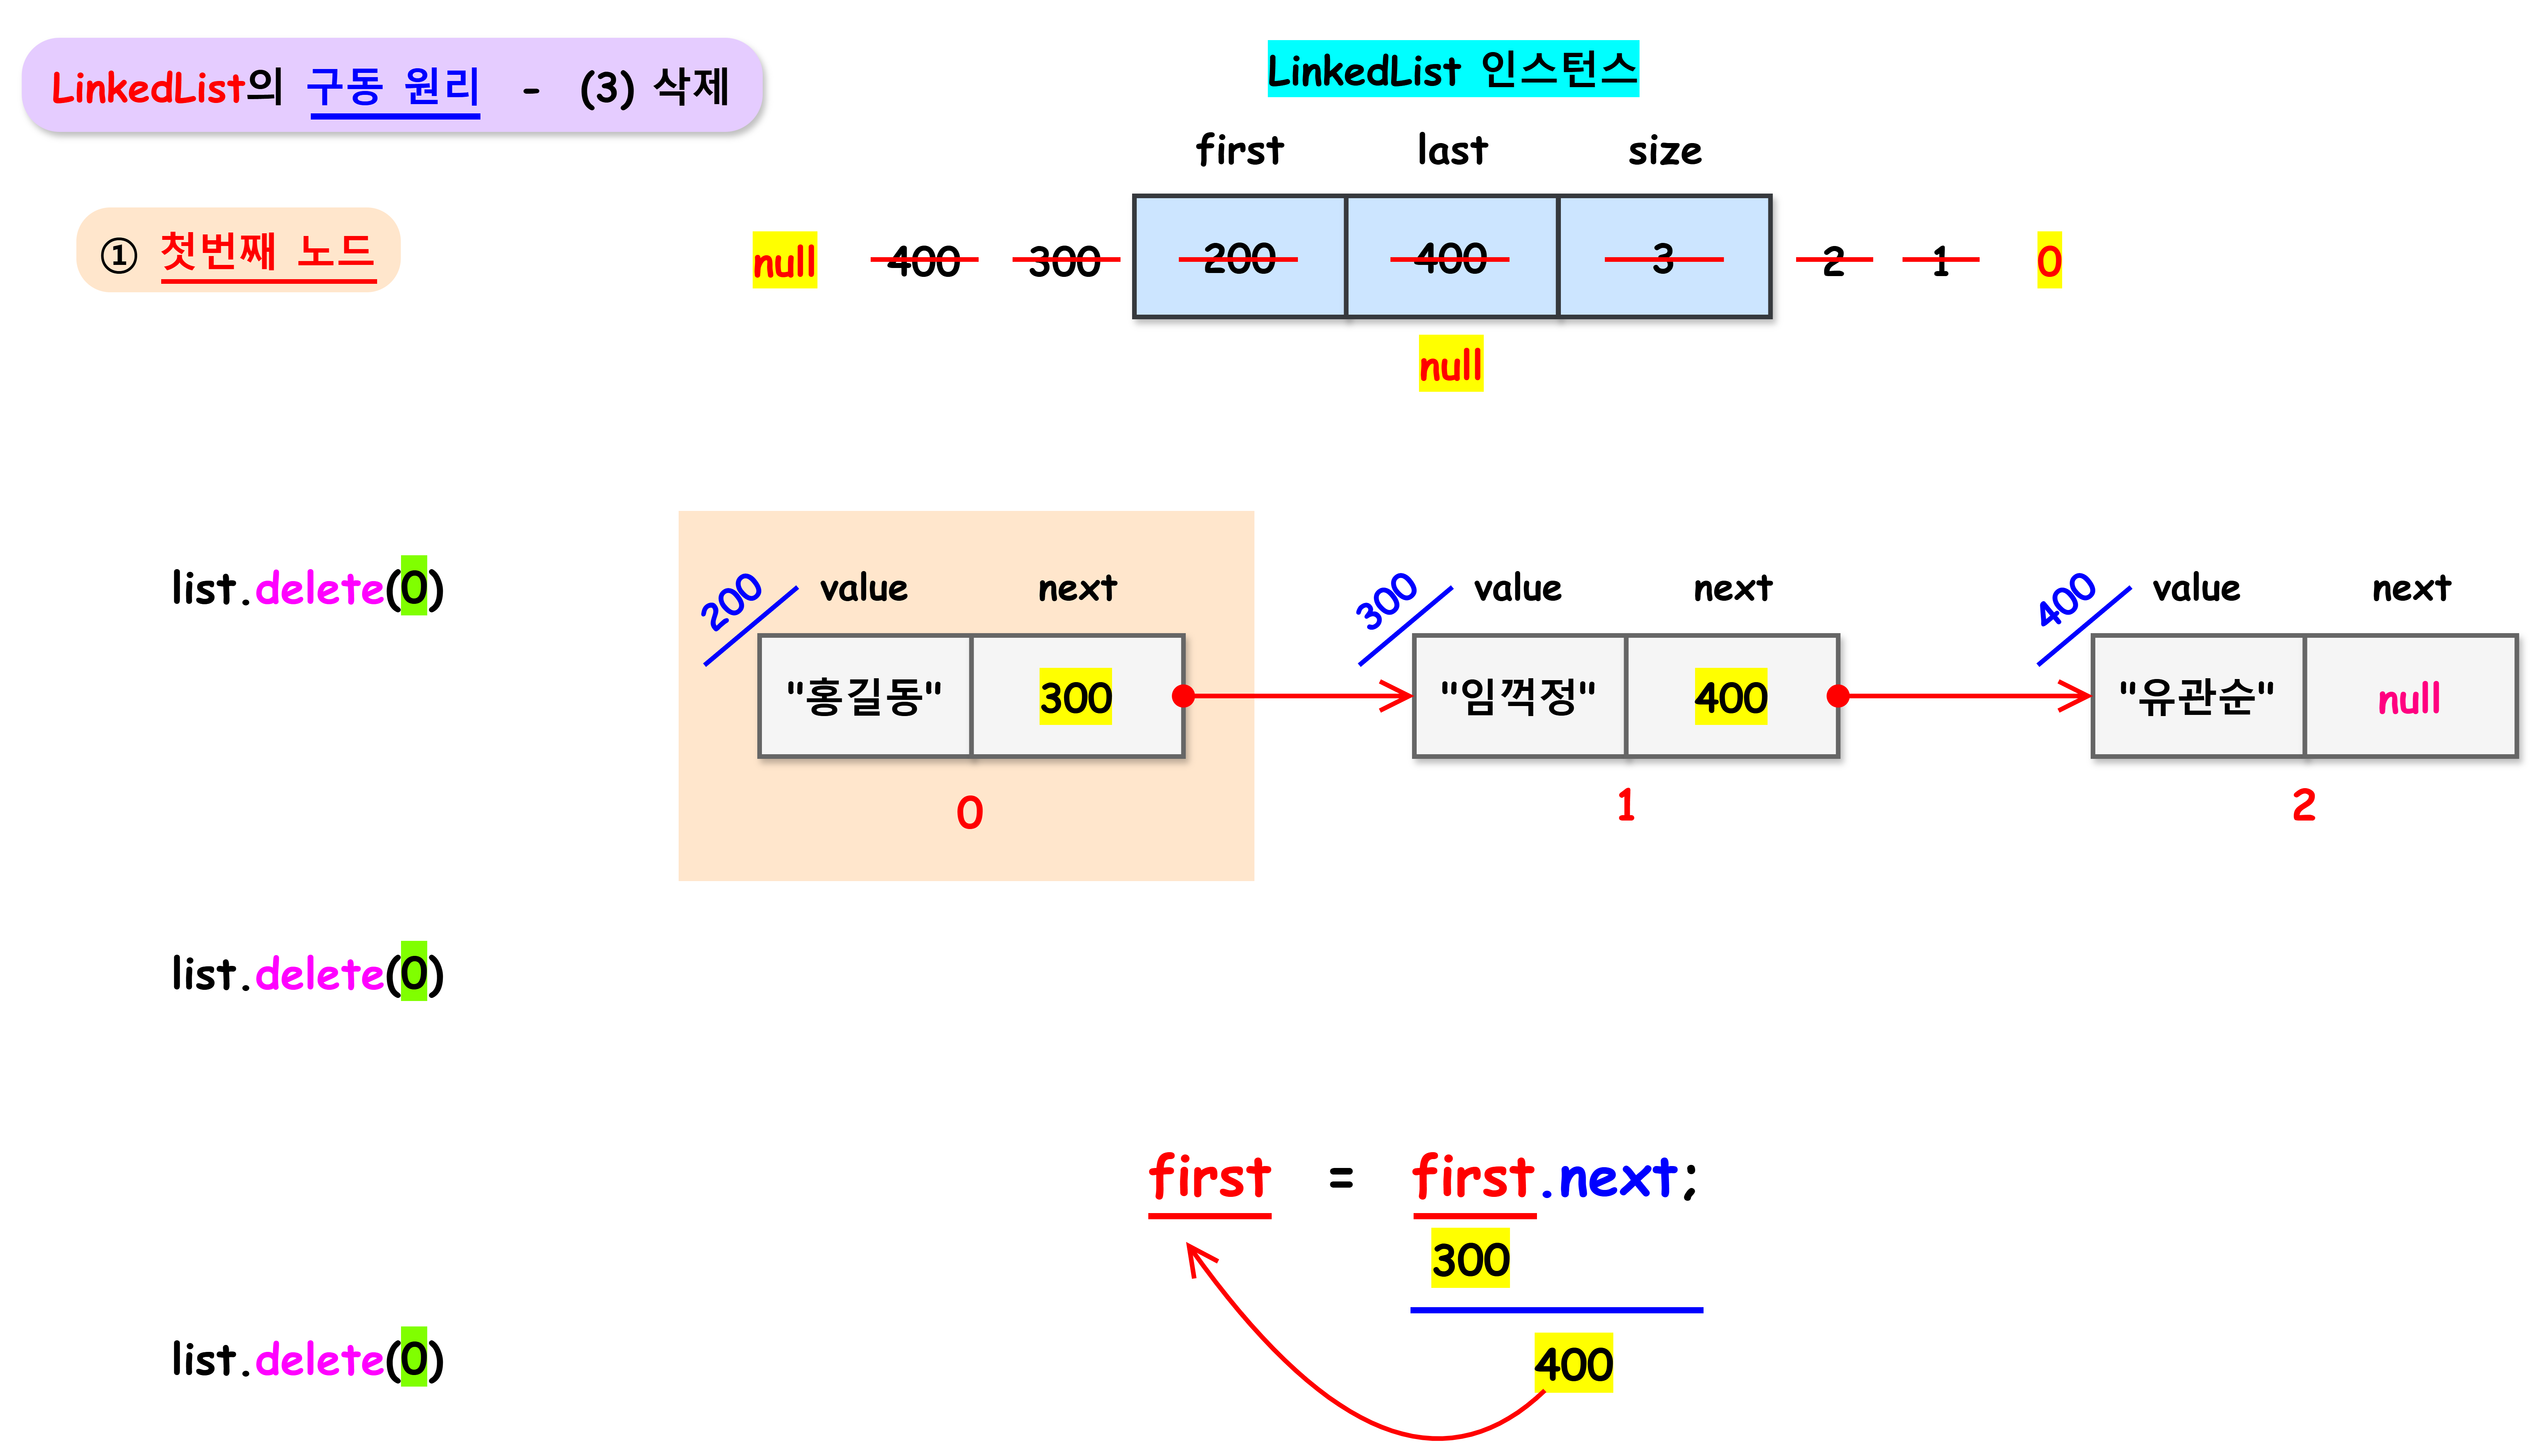 LinkedList의 구동 원리 - (3) 삭제
LinkedList 인스턴스
first last size
① 첫번째 노드
null 400 300 200 400 3 2 1 0
null
list.delete(0)
200 value next 300 value next 400 value next
"홍길동" 300 "임꺽정" 400 "유관순" null
0 1 2
list.delete(0)
first = first.next;
300
list.delete(0)
400